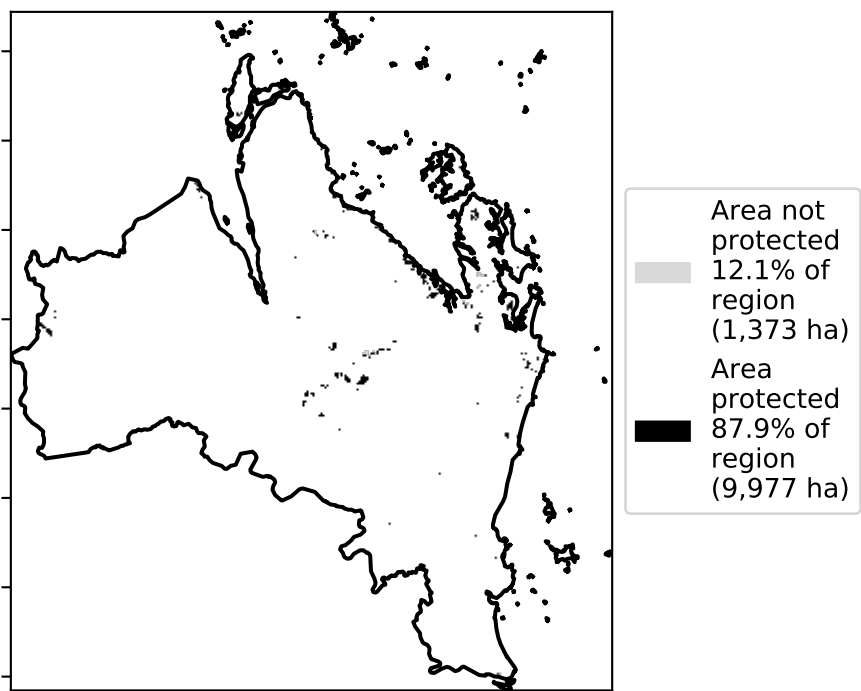 Area not
protected
12.1% of
region
(1,373 ha)
Area
protected
87.9% of
region
(9,977 ha)